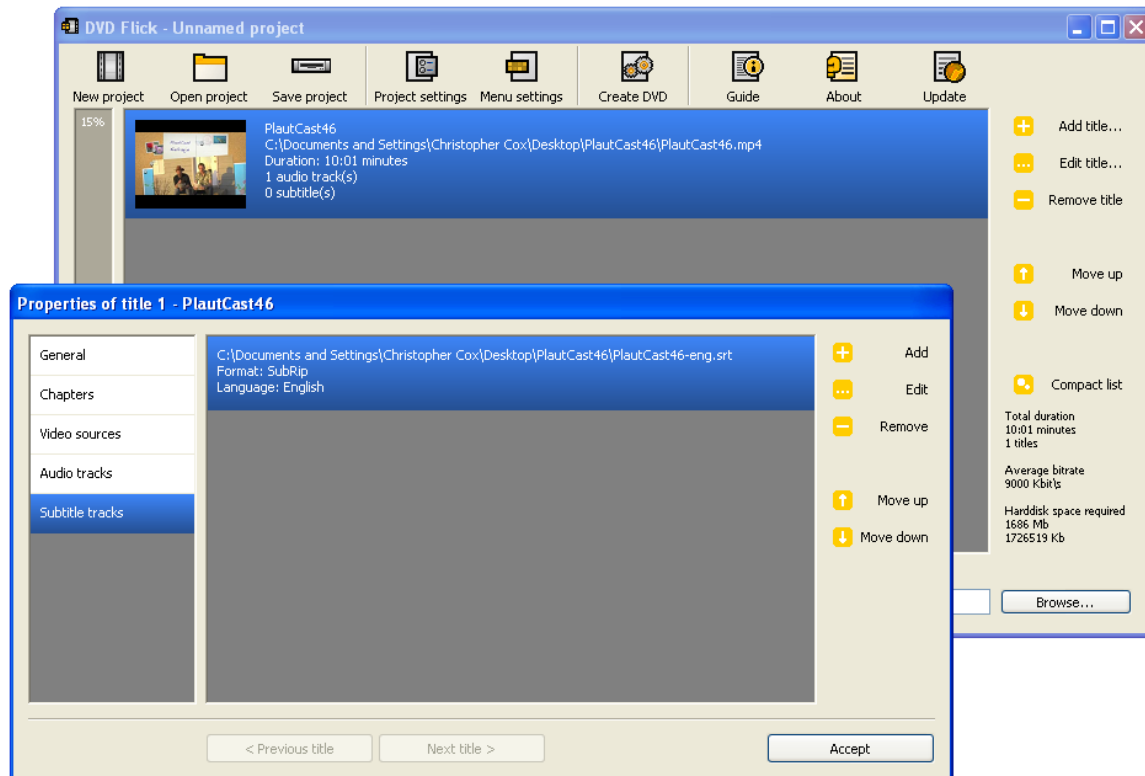 DVD Flick - Unnamed project
New project
Open project
Save project
Project settings
Menu settings
Create DVD
Guide
About
Update
15%
PlautCast46
C:\Documents and Settings\Christopher Cox\Desktop\PlautCast46\PlautCast46.mp4
Duration: 10:01 minutes
1 audio track(s)
0 subtitle(s)
Add title...
Edit title...
Remove title
Move up
Move down
Compact list
Total duration
10:01 minutes
1 titles
Average bitrate
9000 Kbit\s
Harddisk space required
1686 Mb
1726519 Kb
Browse...
Properties of title 1 - PlautCast46
General
Chapters
Video sources
Audio tracks
Subtitle tracks
C:\Documents and Settings\Christopher Cox\Desktop\PlautCast46\PlautCast46-eng.srt
Format: SubRip
Language: English
Add
Edit
Remove
Move up
Move down
< Previous title
Next title >
Accept